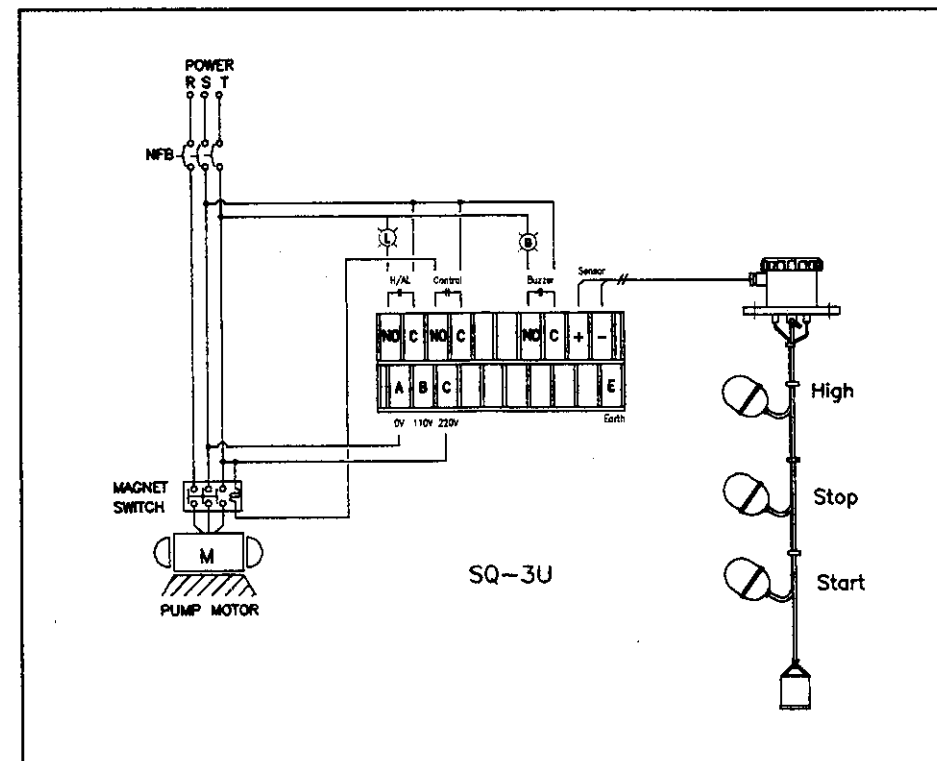 POWER
R S T
NFB
L
B
H/AL
Control
Buzzer
Sensor
NO C NO C NO C + -
A B C E
0V 110V 220V
Earth
High
MAGNET
SWITCH
Stop
M
SQ-3U
Start
PUMP MOTOR